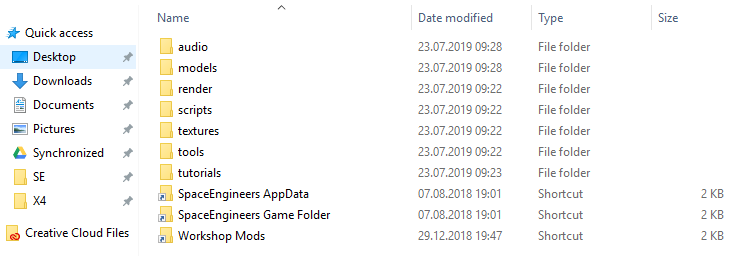 Name Date modified Type Size
Quick access
Desktop
Downloads
Documents
Pictures
Synchronized
SE
X4
Creative Cloud Files
audio 23.07.2019 09:28 File folder
models 23.07.2019 09:28 File folder
render 23.07.2019 09:22 File folder
scripts 23.07.2019 09:22 File folder
textures 23.07.2019 09:22 File folder
tools 23.07.2019 09:22 File folder
tutorials 23.07.2019 09:23 File folder
SpaceEngineers AppData 07.08.2018 19:01 Shortcut 2 KB
SpaceEngineers Game Folder 07.08.2018 19:01 Shortcut 2 KB
Workshop Mods 29.12.2018 19:47 Shortcut 2 KB